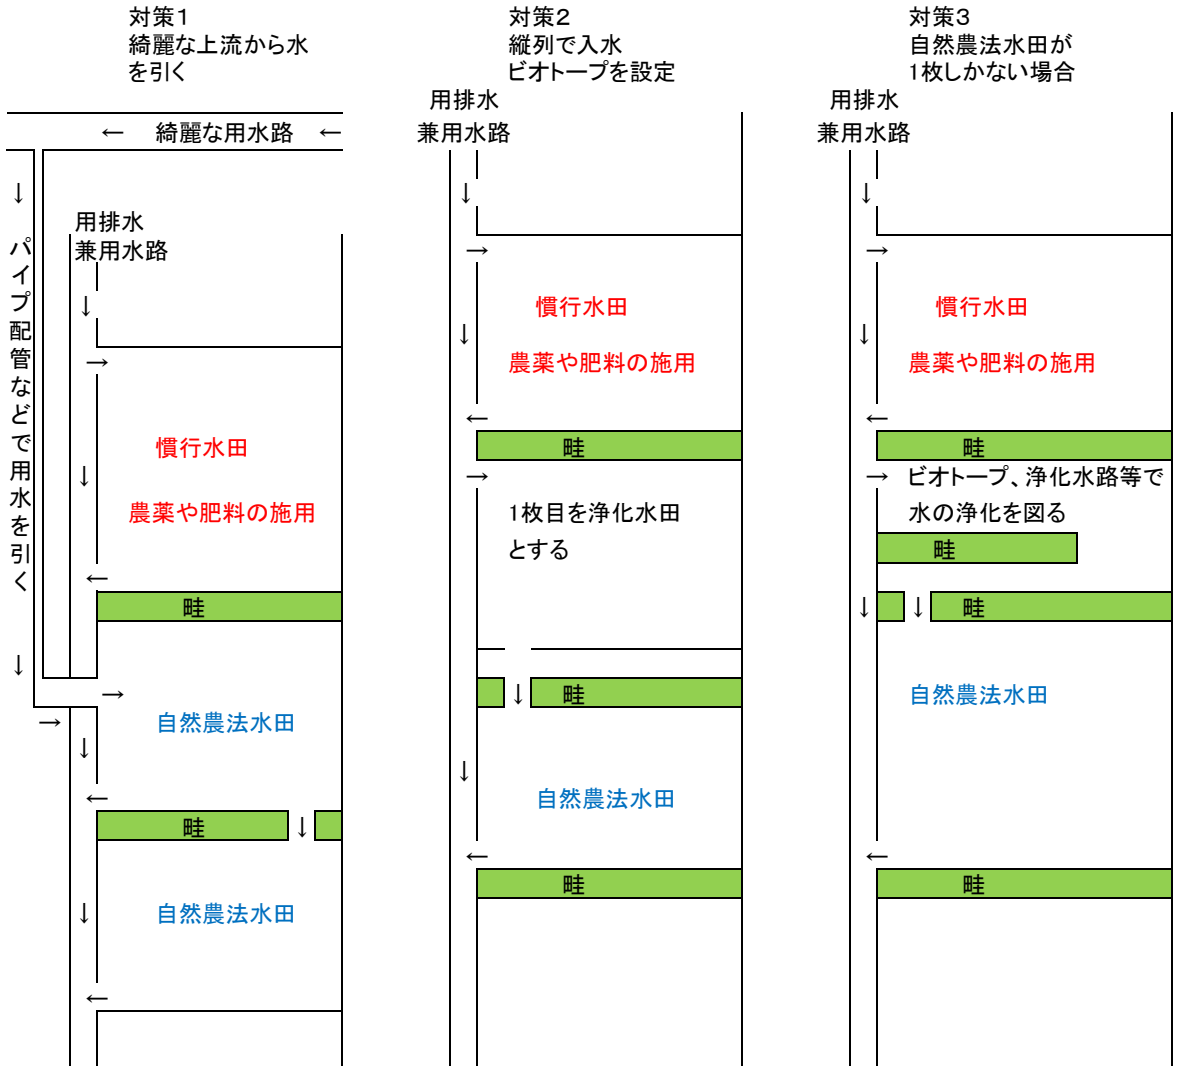 対策1
綺麗な上流から水
を引く
← 綺麗な用水路 ←
↓
パイプ配管などで用水を引く
↓
用排水
兼用水路
↓
→
慣行水田
↓
農薬や肥料の施用
←
畦
→
→
自然農法水田
↓
←
畦
↓
自然農法水田
↓
←
対策2
縦列で入水
ビオトープを設定
用排水
兼用水路
↓
→
慣行水田
↓
農薬や肥料の施用
←
畦
→
1枚目を浄化水田
とする
↓
畦
↓
自然農法水田
←
畦
対策3
自然農法水田が
1枚しかない場合
用排水
兼用水路
↓
→
慣行水田
↓
農薬や肥料の施用
←
畦
→ ビオトープ、浄化水路等で
水の浄化を図る
畦
↓ ↓ 畦
自然農法水田
←
畦